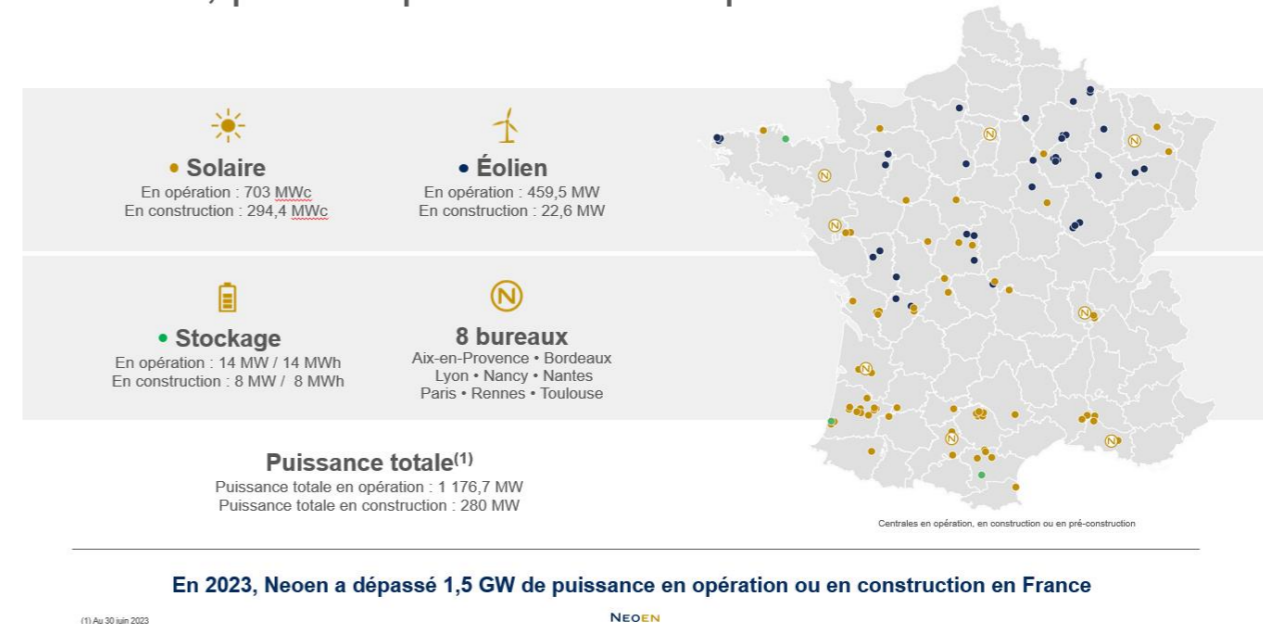 Solaire
En opération : 703 MWc
En construction : 294,4 MWc
Éolien
En opération : 459,5 MW
En construction : 22,6 MW
Stockage
En opération : 14 MW / 14 MWh
En construction : 8 MW / 8 MWh
N
8 bureaux
Aix-en-Provence • Bordeaux
Lyon • Nancy • Nantes
Paris • Rennes • Toulouse
Puissance totale(1)
Puissance totale en opération : 1 176,7 MW
Puissance totale en construction : 280 MW
N
N
N
N
N
N
N
N
Centrales en opération, en construction ou en pré-construction
En 2023, Neoen a dépassé 1,5 GW de puissance en opération ou en construction en France
(1) Au 30 juin 2023
NEOEN